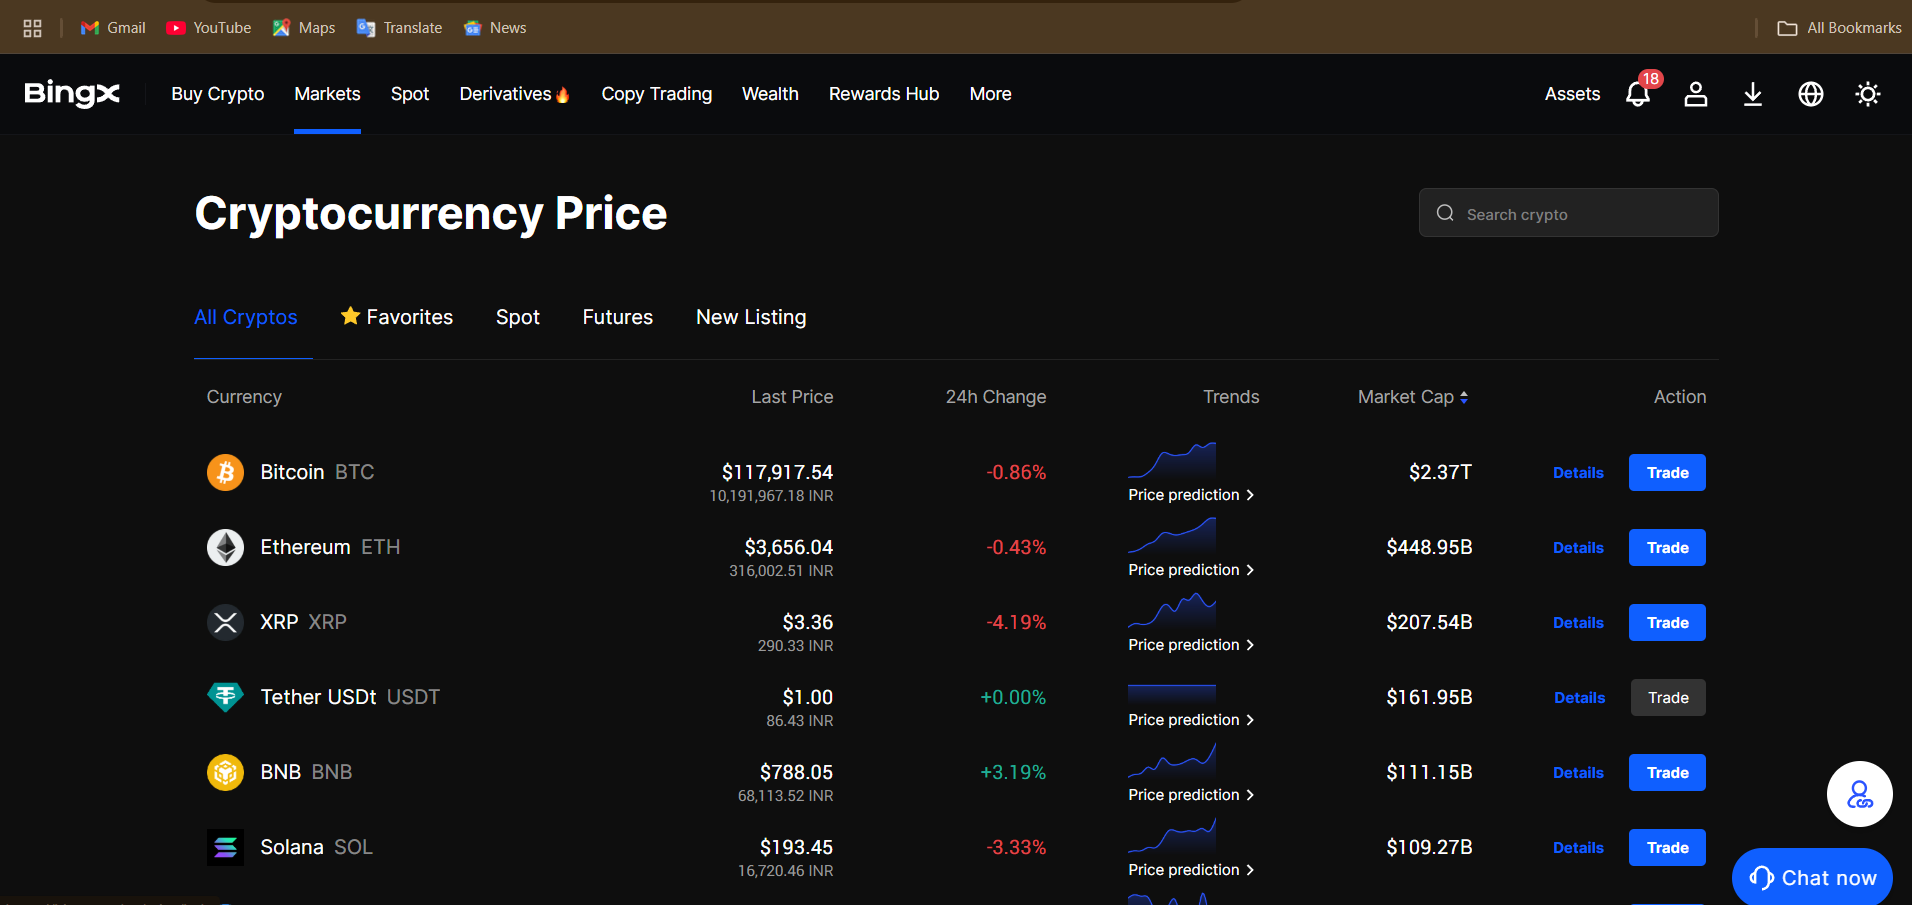 Gmail YouTube Maps Translate News All Bookmarks
BingX Buy Crypto Markets Spot Derivatives Copy Trading Wealth Rewards Hub More Assets 18
Cryptocurrency Price
Search crypto
All Cryptos Favorites Spot Futures New Listing
Currency Last Price 24h Change Trends Market Cap Action
Bitcoin BTC $117,917.54 -0.86% $2.37T Details Trade
10,191,967.18 INR Price prediction >
Ethereum ETH $3,656.04 -0.43% $448.95B Details Trade
316,002.51 INR Price prediction >
XRP XRP $3.36 -4.19% $207.54B Details Trade
290.33 INR Price prediction >
Tether USDt USDT $1.00 +0.00% $161.95B Details Trade
86.43 INR Price prediction >
BNB BNB $788.05 +3.19% $111.15B Details Trade
68,113.52 INR Price prediction >
Solana SOL $193.45 -3.33% $109.27B Details Trade
16,720.46 INR Price prediction >
Chat now